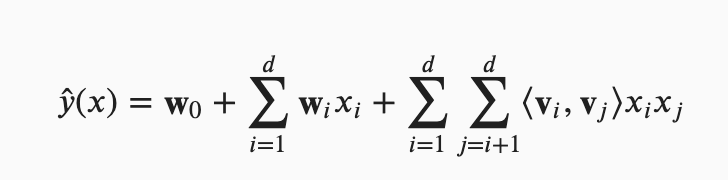 ŷ(x) = w₀ + ∑_{i=1}^{d} wᵢxᵢ + ∑_{i=1}^{d} ∑_{j=i+1}^{d} ⟨vᵢ, vⱼ⟩xᵢxⱼ